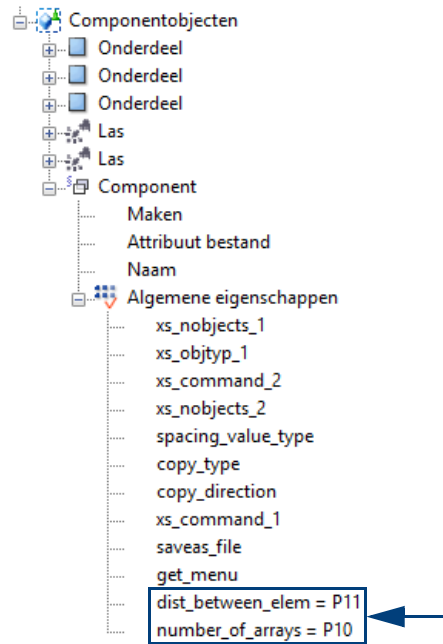 Componentobjecten
Onderdeel
Onderdeel
Onderdeel
Las
Las
Component
Maken
Attribuut bestand
Naam
Algemene eigenschappen
xs_nobjects_1
xs_objtyp_1
xs_command_2
xs_nobjects_2
spacing_value_type
copy_type
copy_direction
xs_command_1
saveas_file
get_menu
dist_between_elem = P11
number_of_arrays = P10